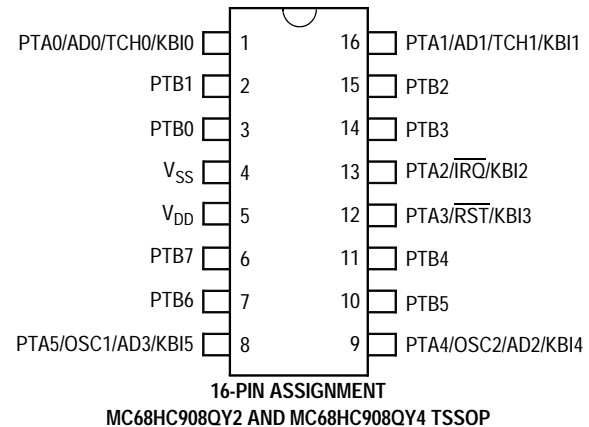 PTA0/AD0/TCH0/KBI0 1 16 PTA1/AD1/TCH1/KBI1
PTB1 2 15 PTB2
PTB0 3 14 PTB3
VSS 4 13 PTA2/IRQ/KBI2
VDD 5 12 PTA3/RST/KBI3
PTB7 6 11 PTB4
PTB6 7 10 PTB5
PTA5/OSC1/AD3/KBI5 8 9 PTA4/OSC2/AD2/KBI4
16-PIN ASSIGNMENT
MC68HC908QY2 AND MC68HC908QY4 TSSOP